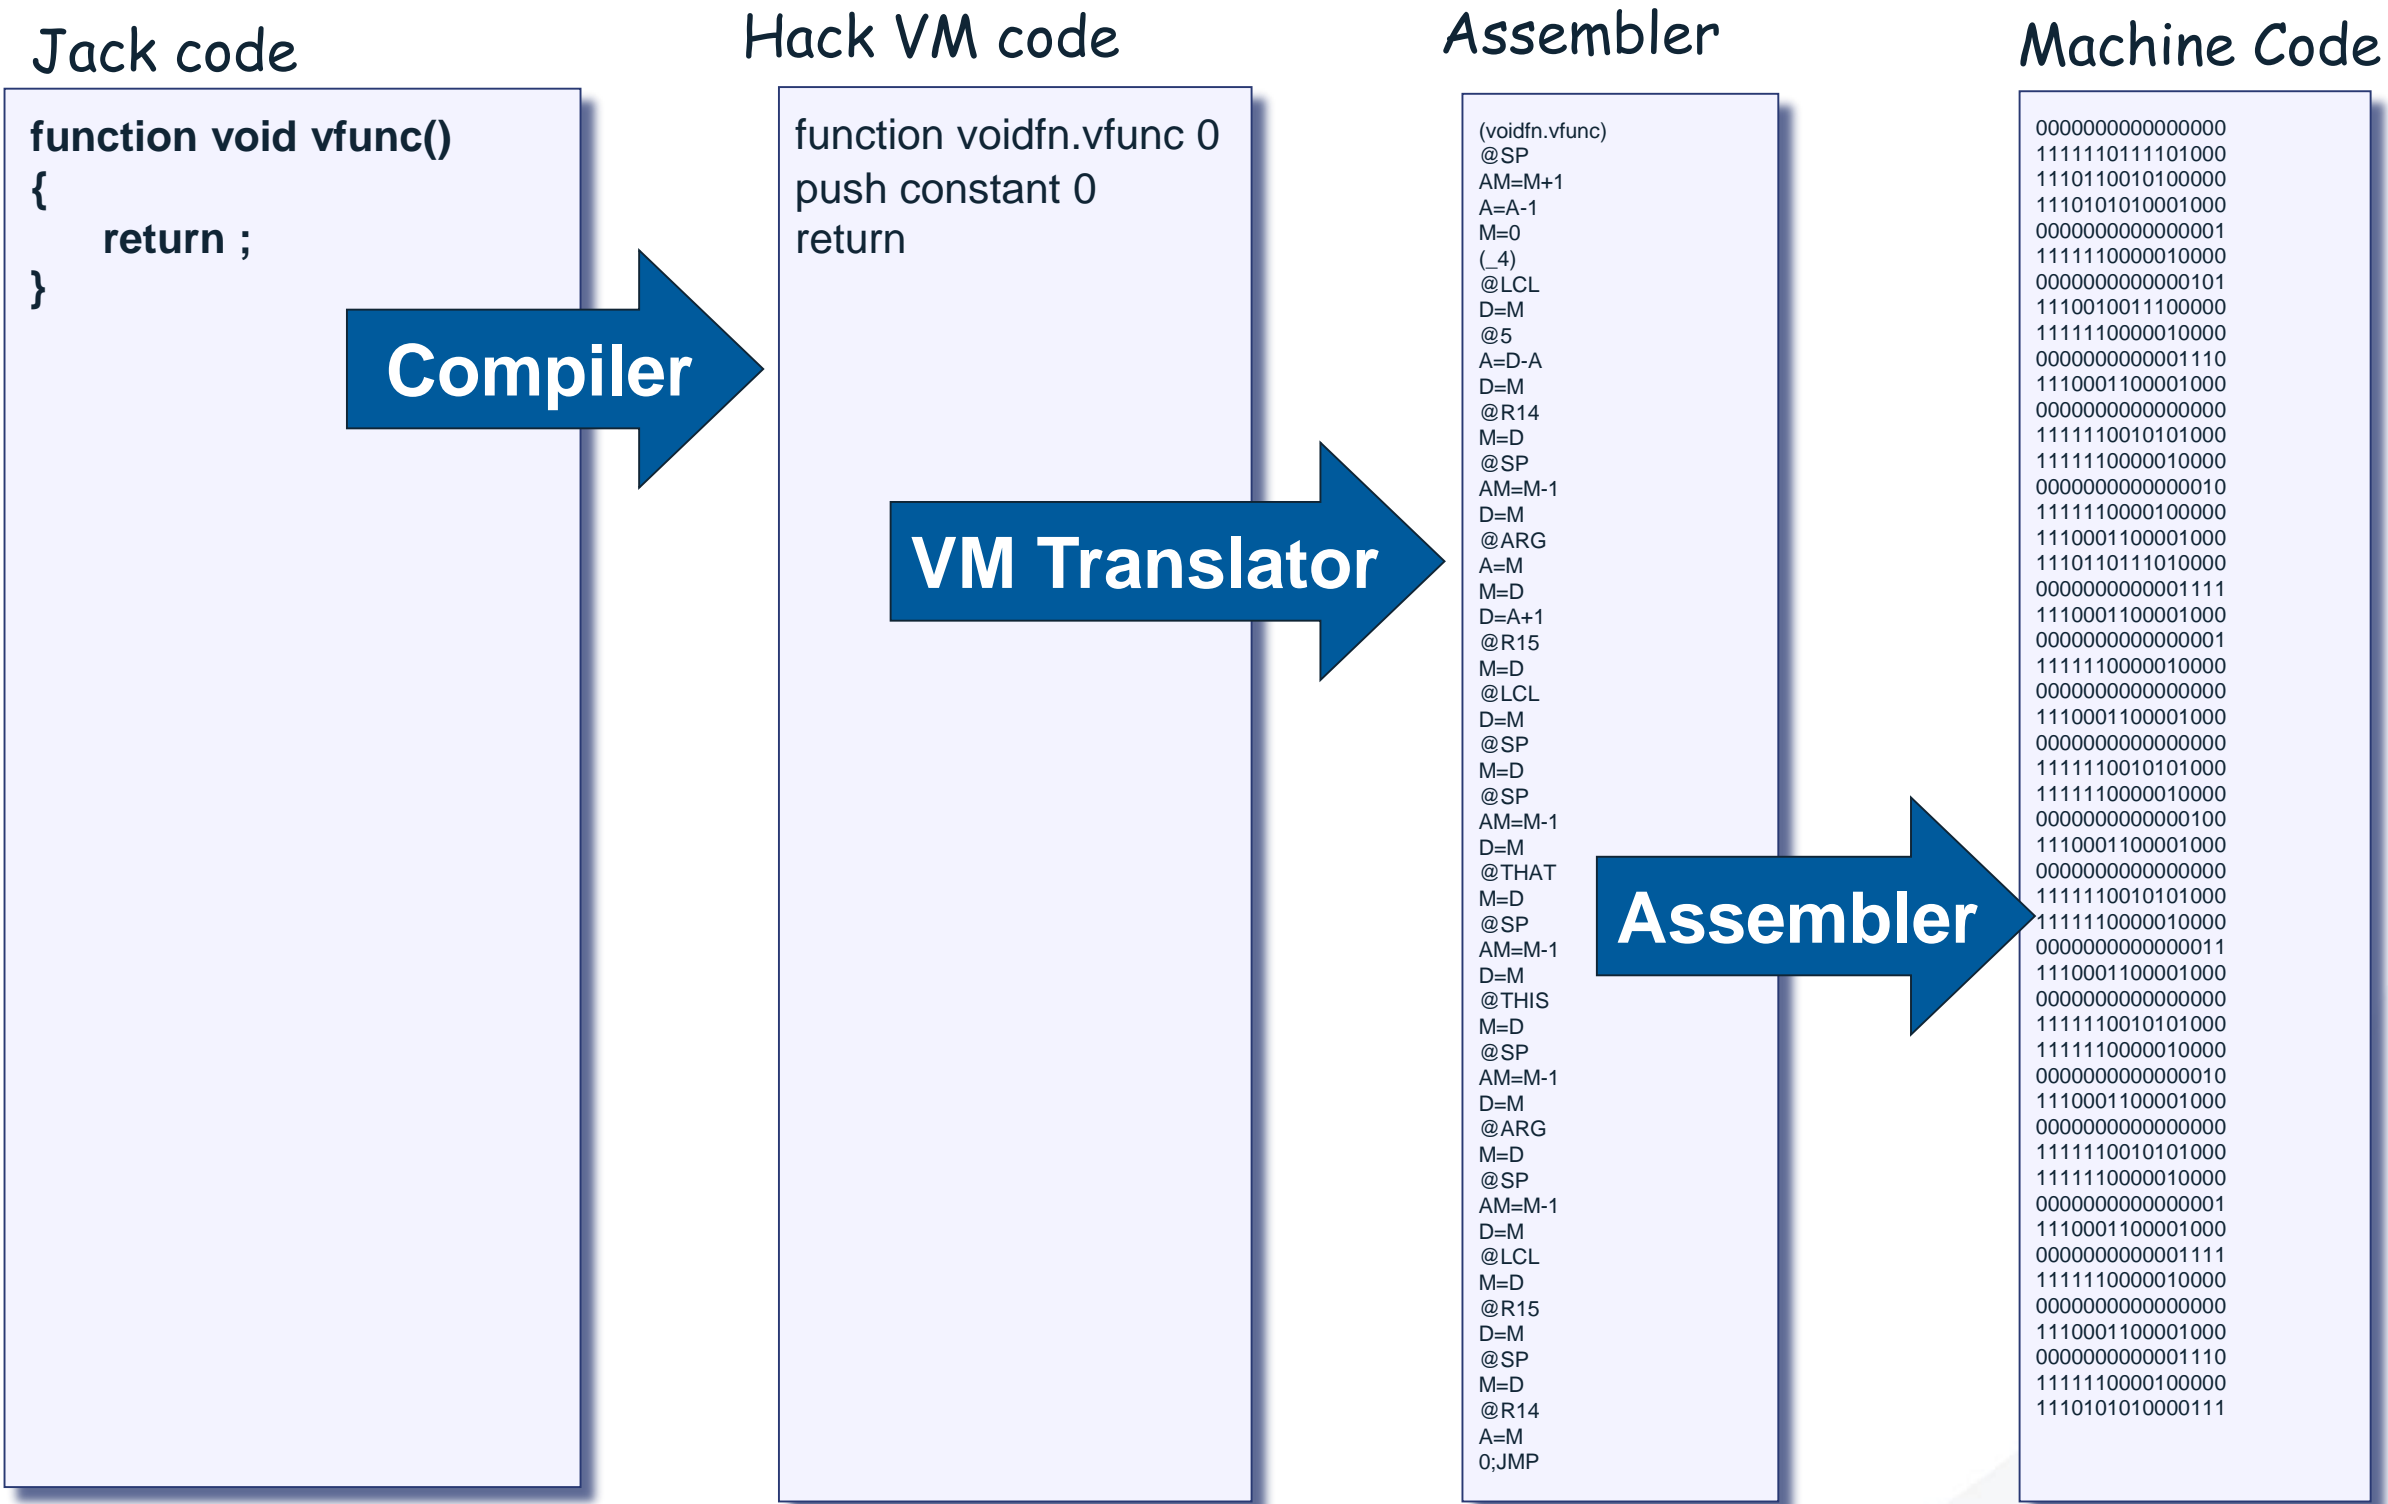 Jack code
function void vfunc()
{
return ;
}
Compiler
Hack VM code
function voidfn.vfunc 0
push constant 0
return
VM Translator
Assembler
(voidfn.vfunc)
@SP
AM=M+1
A=A-1
M=0
(_4)
@LCL
D=M
@5
A=D-A
D=M
@R14
M=D
@SP
AM=M-1
D=M
@ARG
A=M
M=D
D=A+1
@R15
M=D
@LCL
D=M
@SP
M=D
@SP
AM=M-1
D=M
@THAT
M=D
@SP
AM=M-1
D=M
@THIS
M=D
@SP
AM=M-1
D=M
@ARG
M=D
@SP
AM=M-1
D=M
@LCL
M=D
@R15
D=M
@SP
M=D
@R14
A=M
0;JMP
Assembler
Machine Code
0000000000000000
1111110111101000
1110110010100000
1110101010001000
0000000000000001
1111110000010000
0000000000000101
1110010011100000
1111110000010000
0000000000001110
1110001100001000
0000000000000000
1111110010101000
1111110000010000
0000000000000010
1111110000100000
1110001100001000
1110110111010000
0000000000001111
1110001100001000
0000000000000001
1111110000010000
0000000000000000
1110001100001000
0000000000000000
1111110010101000
1111110000010000
0000000000000100
1110001100001000
0000000000000000
1111110010101000
1111110000010000
0000000000000011
1110001100001000
0000000000000000
1111110010101000
1111110000010000
0000000000000010
1110001100001000
0000000000000000
1111110010101000
1111110000010000
0000000000000001
1110001100001000
0000000000001111
1111110000010000
0000000000000000
1110001100001000
0000000000001110
1111110000100000
1110101010000111